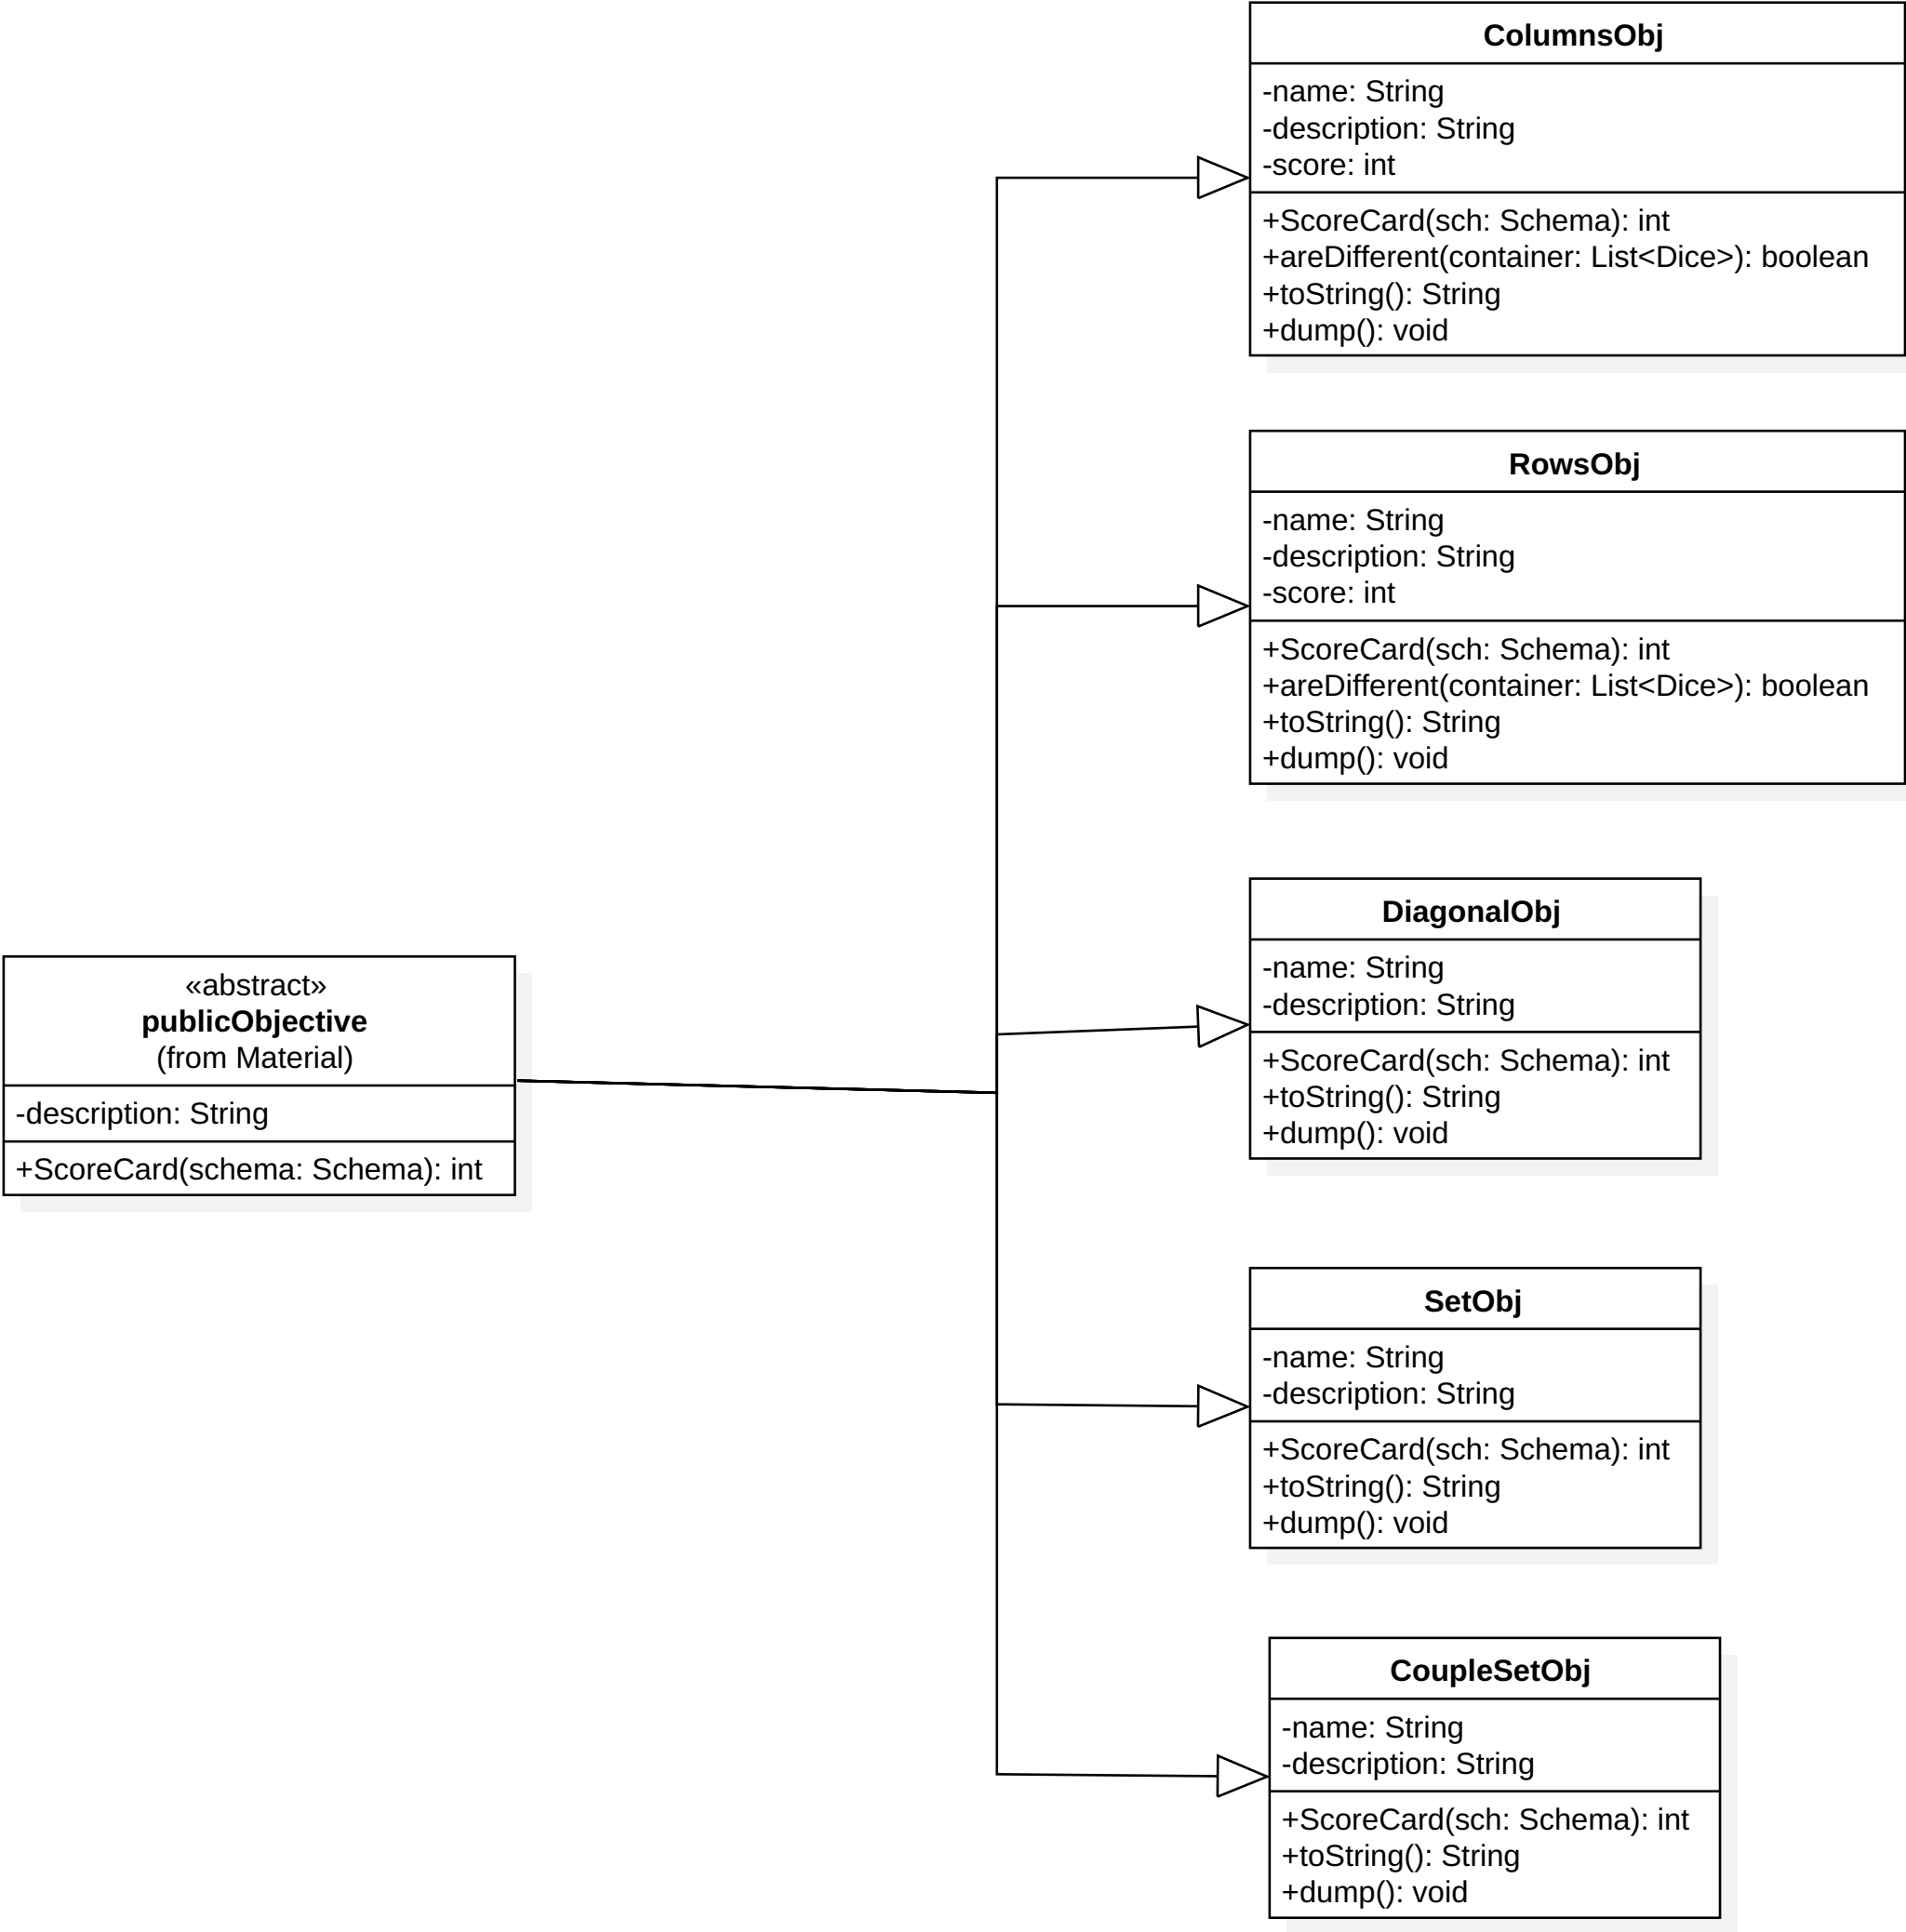 ColumnsObj
-name: String
-description: String
-score: int
+ScoreCard(sch: Schema): int
+areDifferent(container: List<Dice>): boolean
+toString(): String
+dump(): void
RowsObj
-name: String
-description: String
-score: int
+ScoreCard(sch: Schema): int
+areDifferent(container: List<Dice>): boolean
+toString(): String
+dump(): void
DiagonalObj
-name: String
-description: String
+ScoreCard(sch: Schema): int
+toString(): String
+dump(): void
«abstract»
publicObjective
(from Material)
-description: String
+ScoreCard(schema: Schema): int
SetObj
-name: String
-description: String
+ScoreCard(sch: Schema): int
+toString(): String
+dump(): void
CoupleSetObj
-name: String
-description: String
+ScoreCard(sch: Schema): int
+toString(): String
+dump(): void